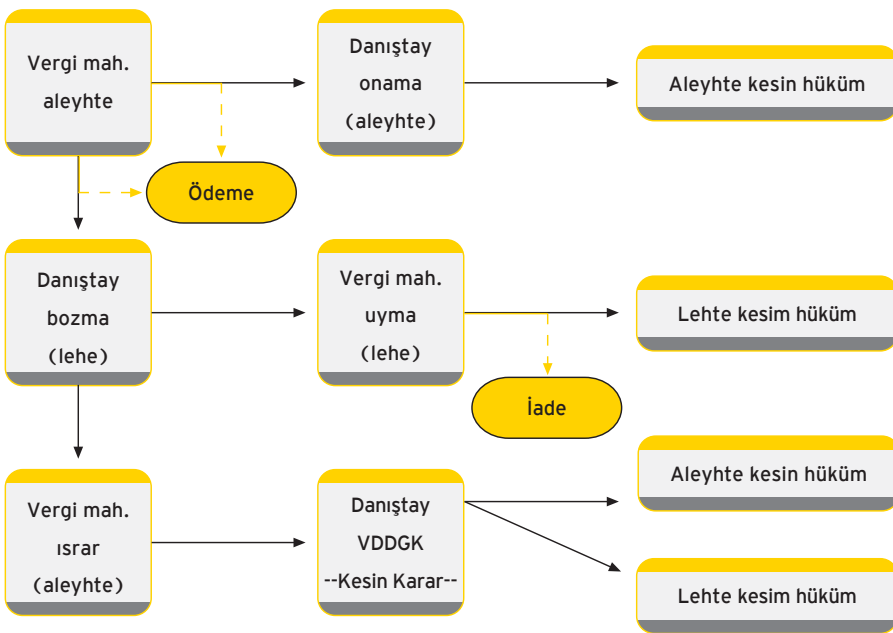 Vergi mah.
aleyhte
Danıştay
onama
(aleyhte)
Aleyhte kesin hüküm
Ödeme
Danıştay
bozma
(lehe)
Vergi mah.
uyma
(lehe)
Lehte kesim hüküm
İade
Vergi mah.
ısrar
(aleyhte)
Danıştay
VDDGK
--Kesin Karar--
Aleyhte kesin hüküm
Lehte kesim hüküm